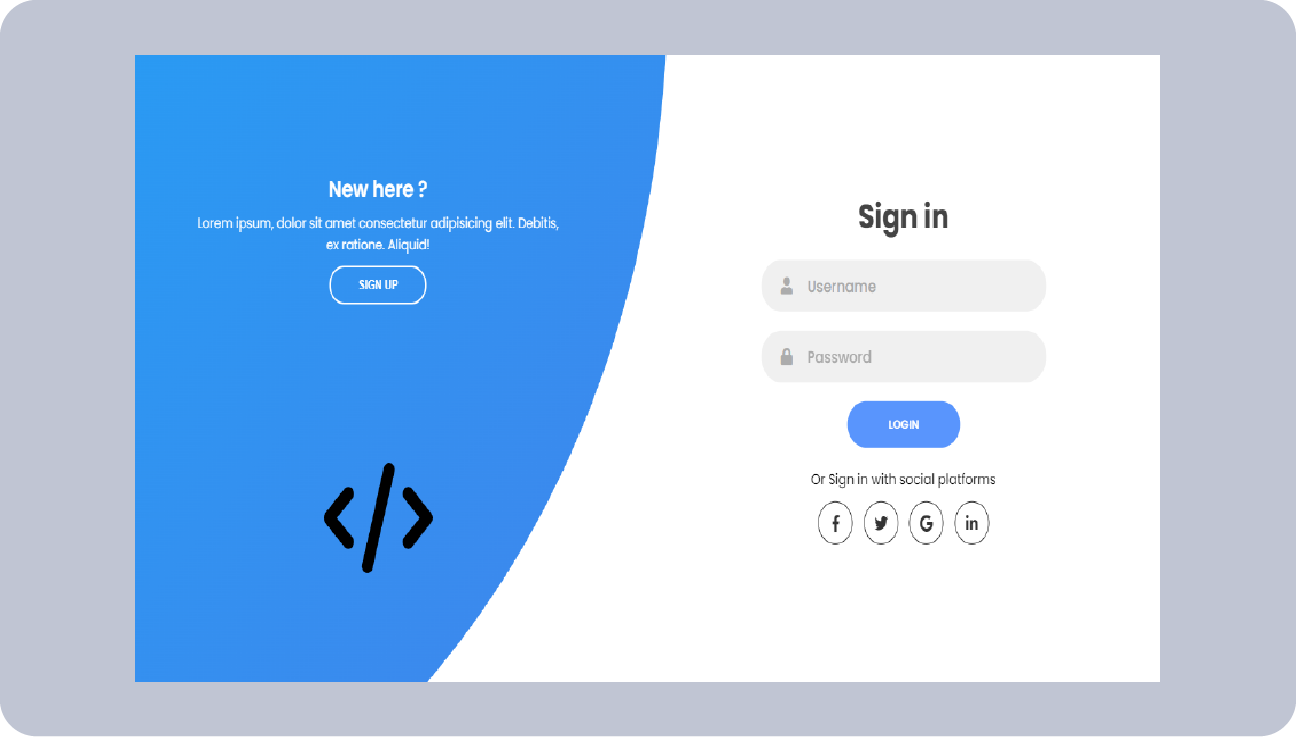 New here ?
Lorem ipsum, dolor sit amet consectetur adipisicing elit. Debitis,
ex ratione. Aliquid!
SIGN UP
Sign in
Username
Password
LOGIN
Or Sign in with social platforms